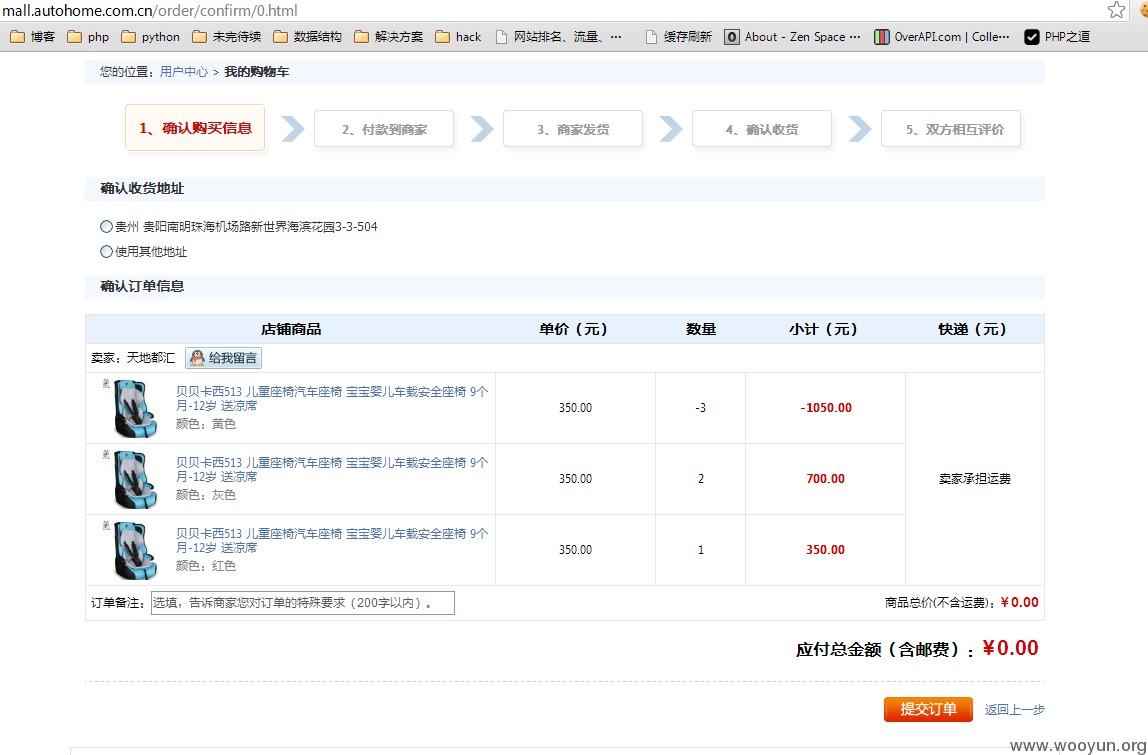 mall.autohome.com.cn/order/confirm/0.html
博客 php python 未完待续 数据结构 解决方案 hack 网站排名、流量、… 缓存刷新 About - Zen Space … OverAPI.com | Colle… PHP之道
您的位置：用户中心 > 我的购物车
1、确认购买信息 2、付款到商家 3、商家发货 4、确认收货 5、双方相互评价
确认收货地址
贵州 贵阳南明珠海机场路新世界海滨花园3-3-504
使用其他地址
确认订单信息
店铺商品 单价（元） 数量 小计（元） 快递（元）
卖家：天地都汇 给我留言
贝贝卡西513 儿童座椅汽车座椅 宝宝婴儿车载安全座椅 9个
月-12岁 送凉席
颜色：黄色
350.00 -3 -1050.00
贝贝卡西513 儿童座椅汽车座椅 宝宝婴儿车载安全座椅 9个
月-12岁 送凉席
颜色：灰色
350.00 2 700.00 卖家承担运费
贝贝卡西513 儿童座椅汽车座椅 宝宝婴儿车载安全座椅 9个
月-12岁 送凉席
颜色：红色
350.00 1 350.00
订单备注：选填，告诉商家您对订单的特殊要求（200字以内）。 商品总价(不含运费)：￥0.00
应付总金额（含邮费）：￥0.00
提交订单 返回上一步
www.wooyun.org